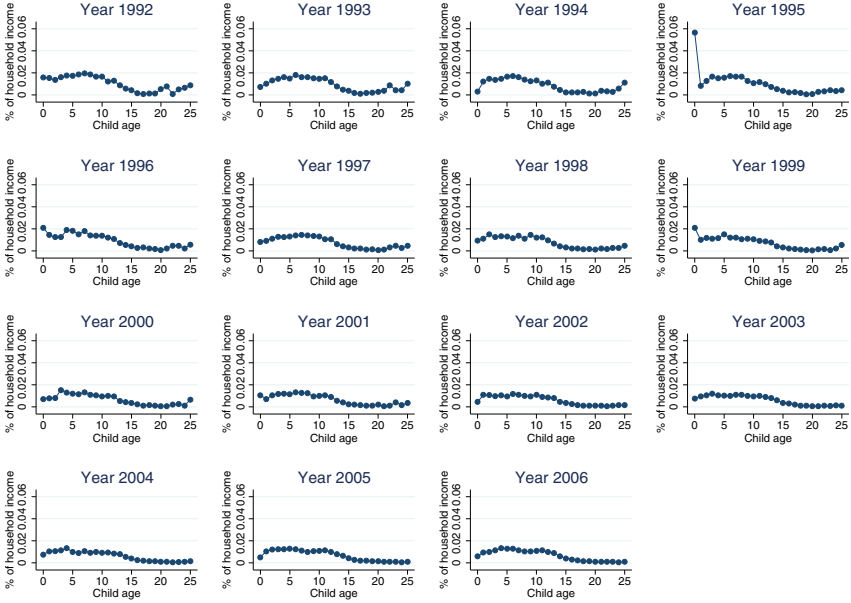 Year 1992
% of household income
0 0.02 0.04 0.06
0 5 10 15 20 25
Child age
Year 1993
% of household income
0 0.02 0.04 0.06
0 5 10 15 20 25
Child age
Year 1994
% of household income
0 0.02 0.04 0.06
0 5 10 15 20 25
Child age
Year 1995
% of household income
0 0.02 0.04 0.06
0 5 10 15 20 25
Child age
Year 1996
% of household income
0 0.02 0.04 0.06
0 5 10 15 20 25
Child age
Year 1997
% of household income
0 0.02 0.04 0.06
0 5 10 15 20 25
Child age
Year 1998
% of household income
0 0.02 0.04 0.06
0 5 10 15 20 25
Child age
Year 1999
% of household income
0 0.02 0.04 0.06
0 5 10 15 20 25
Child age
Year 2000
% of household income
0 0.02 0.04 0.06
0 5 10 15 20 25
Child age
Year 2001
% of household income
0 0.02 0.04 0.06
0 5 10 15 20 25
Child age
Year 2002
% of household income
0 0.02 0.04 0.06
0 5 10 15 20 25
Child age
Year 2003
% of household income
0 0.02 0.04 0.06
0 5 10 15 20 25
Child age
Year 2004
% of household income
0 0.02 0.04 0.06
0 5 10 15 20 25
Child age
Year 2005
% of household income
0 0.02 0.04 0.06
0 5 10 15 20 25
Child age
Year 2006
% of household income
0 0.02 0.04 0.06
0 5 10 15 20 25
Child age